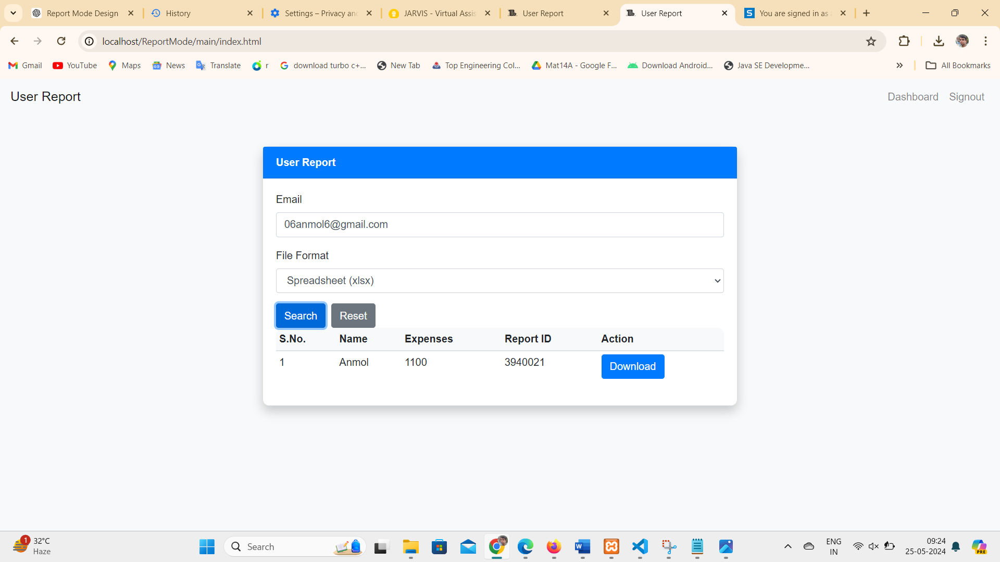 Report Mode Design
History
Settings – Privacy and
JARVIS - Virtual Assis
User Report
User Report
You are signed in as
localhost/ReportMode/main/index.html
Gmail
YouTube
Maps
News
Translate
r
download turbo c+...
New Tab
Top Engineering Col...
Mat14A - Google F...
Download Android...
Java SE Developme...
All Bookmarks
User Report
Dashboard
Signout
User Report
Email
06anmol6@gmail.com
File Format
Spreadsheet (xlsx)
Search
Reset
S.No. Name Expenses Report ID Action
1 Anmol 1100 3940021 Download
1
32°C
Haze
Search
PRE
ENG
IN
09:24
25-05-2024